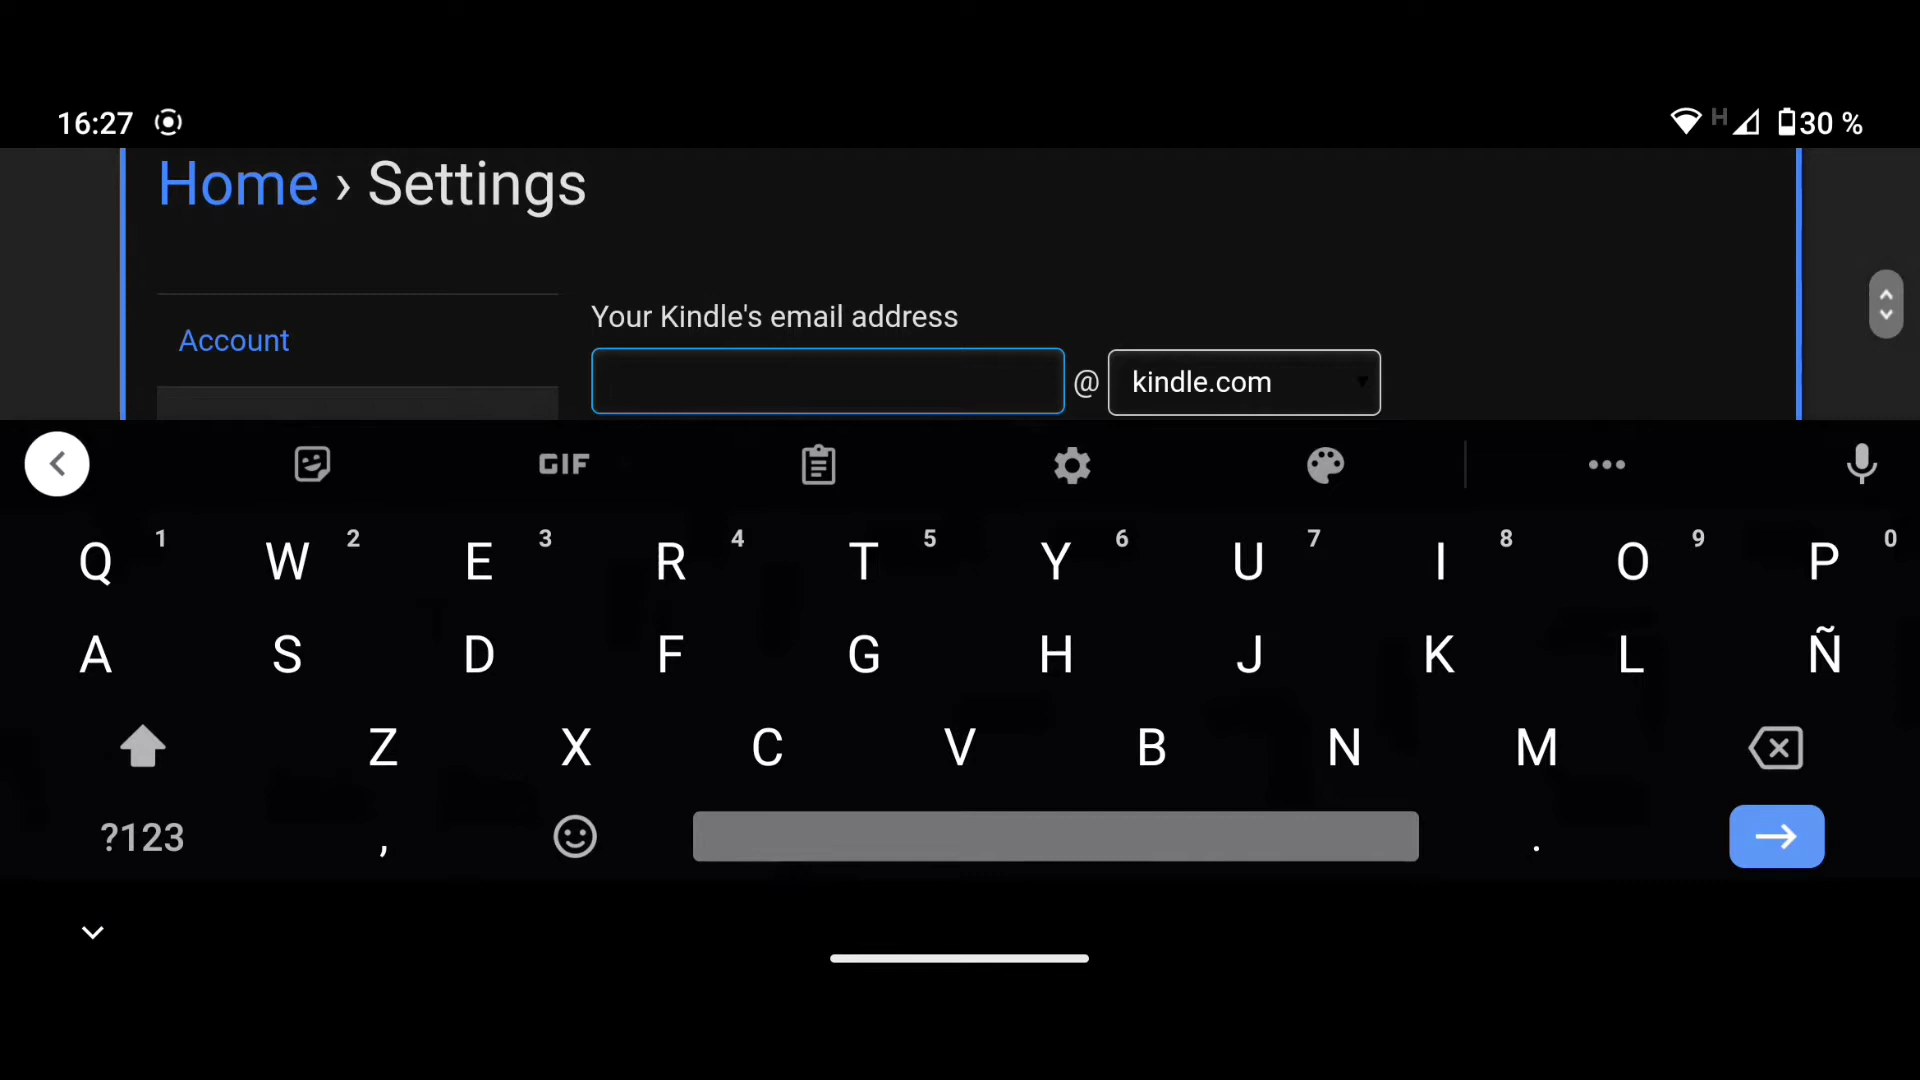 16:27 H 30 %
Home › Settings
Your Kindle's email address
Account
@ kindle.com
GIF
Q 1 W 2 E 3 R 4 T 5 Y 6 U 7 I 8 O 9 P 0
A S D F G H J K L Ñ
Z X C V B N M
?123 , .